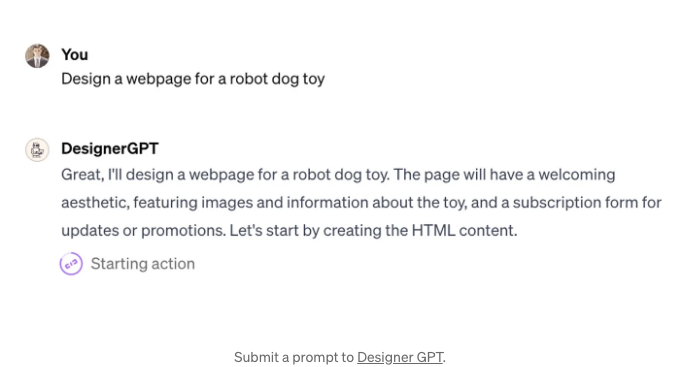 You
Design a webpage for a robot dog toy
DesignerGPT
Great, I'll design a webpage for a robot dog toy. The page will have a welcoming
aesthetic, featuring images and information about the toy, and a subscription form for
updates or promotions. Let's start by creating the HTML content.
Starting action
Submit a prompt to Designer GPT.